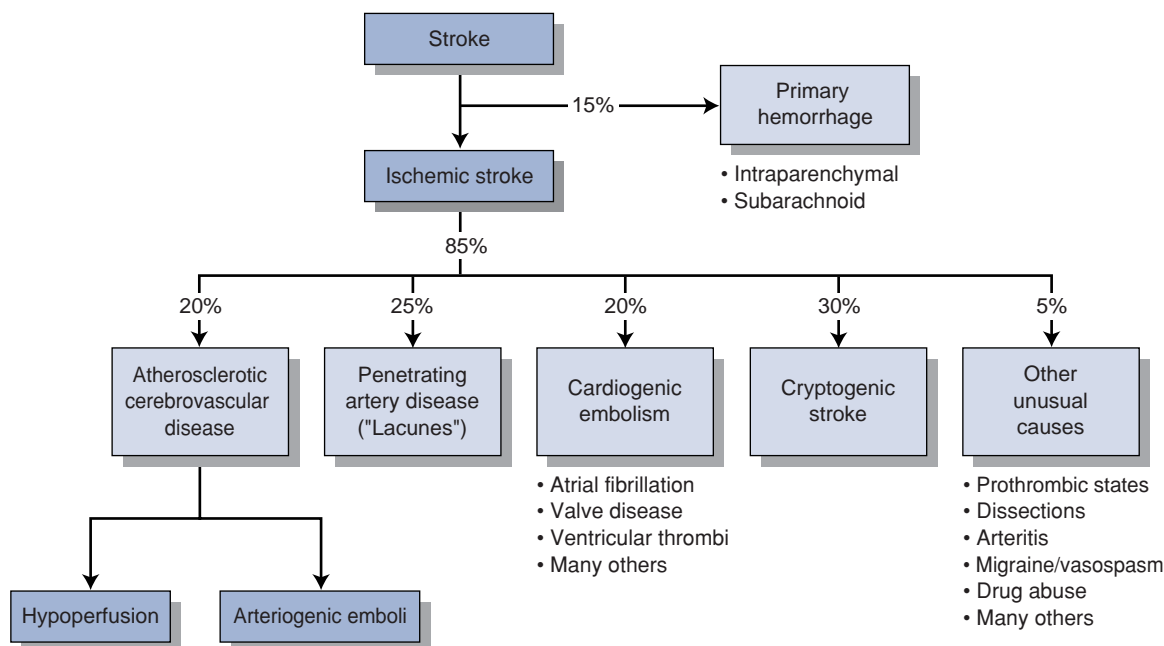 Stroke
15%
Primary
hemorrhage
Ischemic stroke
• Intraparenchymal
• Subarachnoid
85%
20%
25%
20%
30%
5%
Atherosclerotic
cerebrovascular
disease
Penetrating
artery disease
("Lacunes")
Cardiogenic
embolism
Cryptogenic
stroke
Other
unusual
causes
• Atrial fibrillation
• Valve disease
• Ventricular thrombi
• Many others
• Prothrombic states
• Dissections
• Arteritis
• Migraine/vasospasm
• Drug abuse
• Many others
Hypoperfusion
Arteriogenic emboli